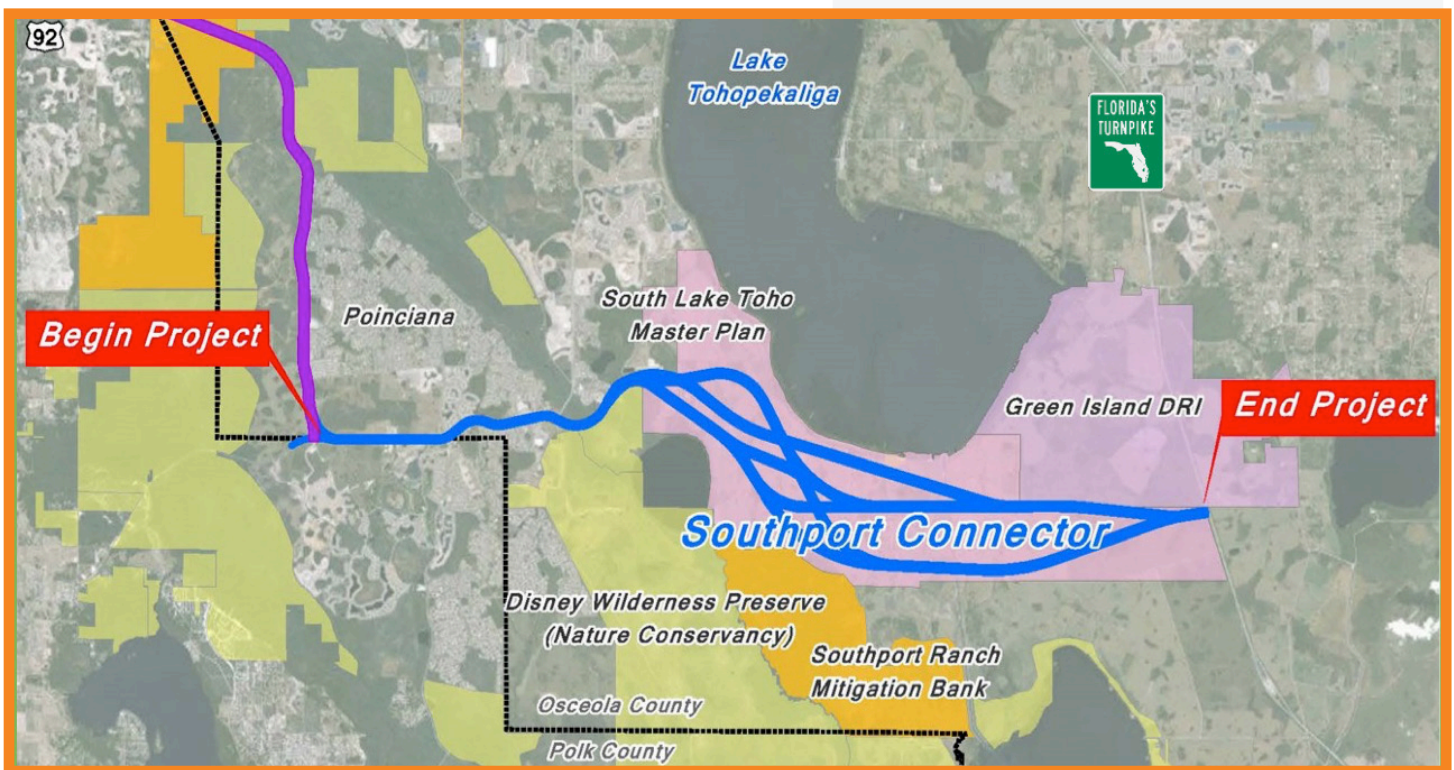 92
Lake
Tohopekaliga
FLORIDA'S
TURNPIKE
South Lake Toho
Master Plan
Poinciana
Begin Project
Green Island DRI
End Project
Southport Connector
Disney Wilderness Preserve
(Nature Conservancy)
Southport Ranch
Mitigation Bank
Osceola County
Polk County